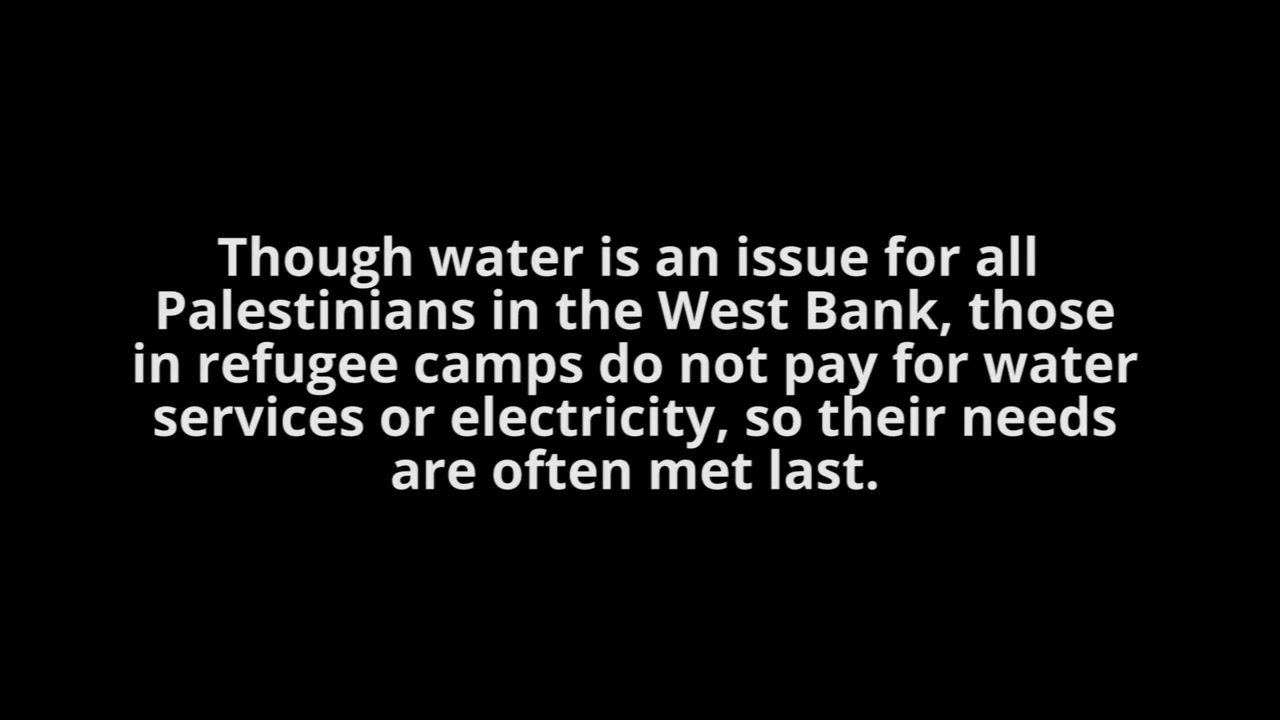 Though water is an issue for all
Palestinians in the West Bank, those
in refugee camps do not pay for water
services or electricity, so their needs
are often met last.